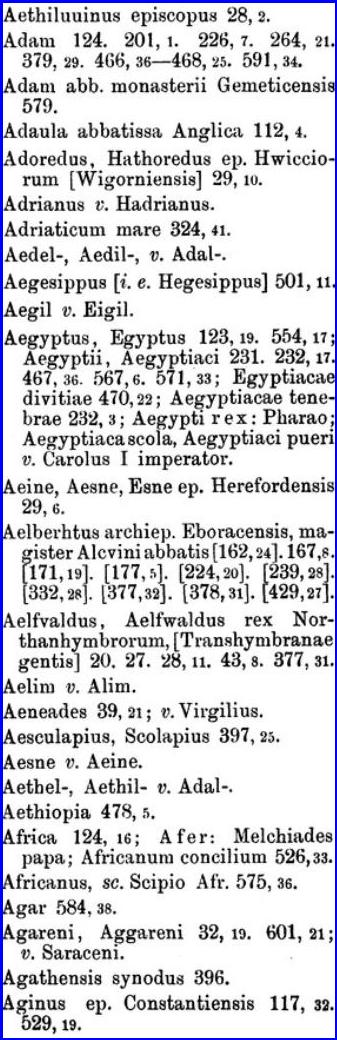 Aethiluuinus episcopus 28, 2.
Adam 124. 201, 1. 226, 7. 264, 21.
379, 29. 466, 36—468, 25. 591, 34.
Adam abb. monasterii Gemeticensis
579.
Adaula abbatissa Anglica 112, 4.
Adoredus, Hathoredus ep. Hwiccio-
rum [Wigorniensis] 29, 10.
Adrianus v. Hadrianus.
Adriaticum mare 324, 41.
Aedel-, Aedil-, v. Adal-.
Aegesippus [i. e. Hegesippus] 501, 11.
Aegil v. Eigil.
Aegyptus, Egyptus 123, 19. 554, 17;
Aegyptii, Aegyptiaci 231. 232, 17.
467, 36. 567, 6. 571, 33; Egyptiacae
divitiae 470, 22; Aegyptiacae tene-
brae 232, 3; Aegypti rex: Pharao;
Aegyptiaca scola, Aegyptiaci pueri
v. Carolus I imperator.
Aeine, Aesne, Esne ep. Herefordensis
29, 6.
Aelberhtus archiep. Eboracensis, ma-
gister Alcvini abbatis [162, 24]. 167, 8.
[171, 19]. [177, 5]. [224, 20]. [239, 28].
[332, 28]. [377, 32]. [378, 31]. [429, 27].
Aelfvaldus, Aelfwaldus rex Nor-
thanhymbrorum, [Transhymbranae
gentis] 20. 27. 28, 11. 43, 8. 377, 31.
Aelim v. Alim.
Aeneades 39, 21; v. Virgilius.
Aesculapius, Scolapius 397, 25.
Aesne v. Aeine.
Aethel-, Aethil- v. Adal-.
Aethiopia 478, 5.
Africa 124, 16; Afer: Melchiades
papa; Africanum concilium 526, 33.
Africanus, sc. Scipio Afr. 575, 36.
Agar 584, 38.
Agareni, Aggareni 32, 19. 601, 21;
v. Saraceni.
Agathensis synodus 396.
Aginus ep. Constantiensis 117, 32.
529, 19.